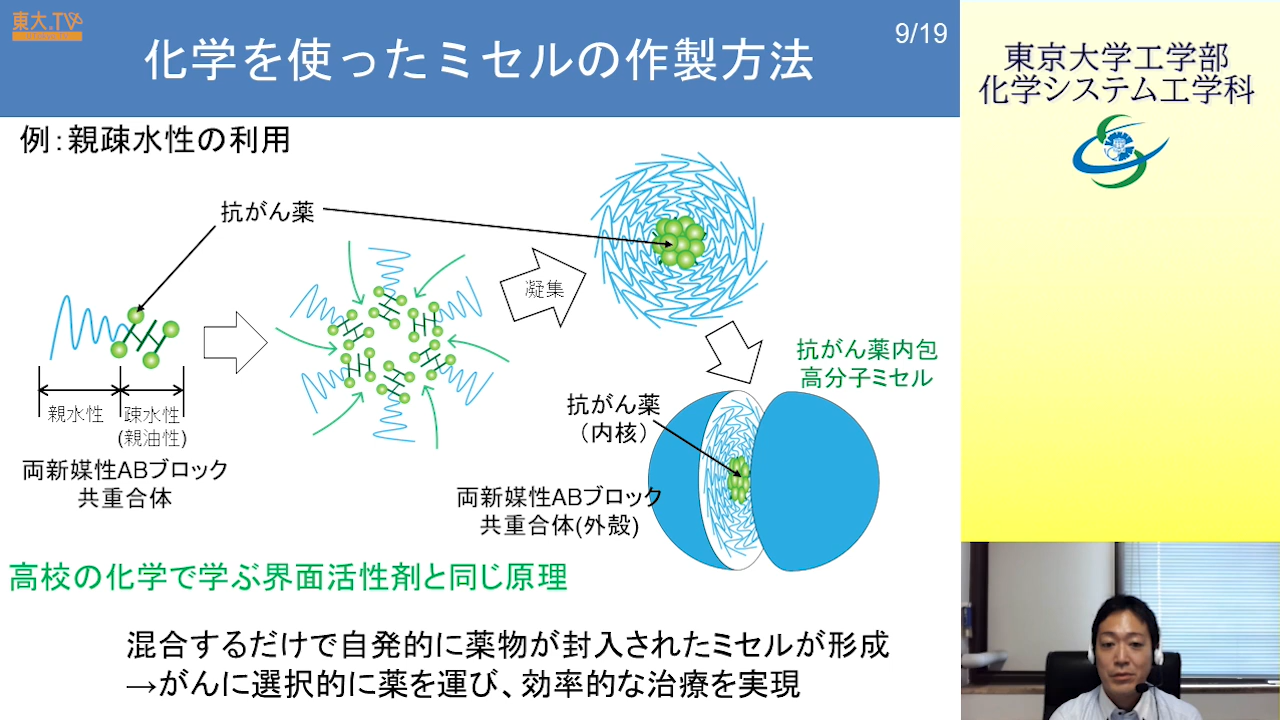 東大.TV
9/19
化学を使ったミセルの作製方法
東京大学工学部
化学システム工学科
例：親疎水性の利用
抗がん薬
凝集
親水性
疎水性
(親油性)
両新媒性ABブロック
共重合体
抗がん薬内包
高分子ミセル
抗がん薬
（内核）
両新媒性ABブロック
共重合体(外殻)
高校の化学で学ぶ界面活性剤と同じ原理
混合するだけで自発的に薬物が封入されたミセルが形成
→がんに選択的に薬を運び、効率的な治療を実現